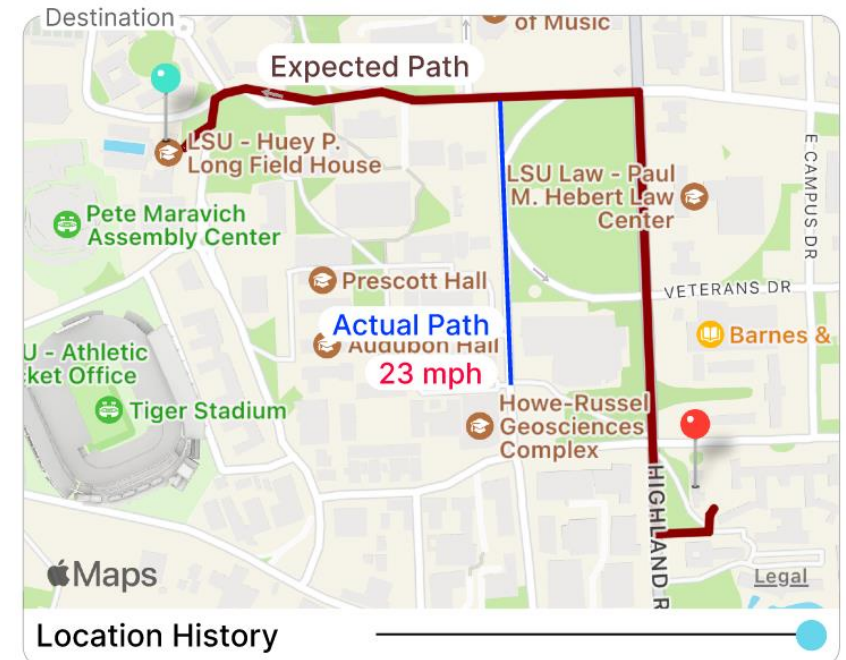 Destination
of Music
Expected Path
LSU - Huey P.
Long Field House
LSU Law - Paul
M. Hebert Law
Center
E CAMPUS DR
Pete Maravich
Assembly Center
Prescott Hall
VETERANS DR
Actual Path
Audubon Hall
Barnes &
U - Athletic
ket Office
23 mph
Tiger Stadium
Howe-Russel
Geosciences
Complex
HIGHLAND R
Maps
Legal
Location History